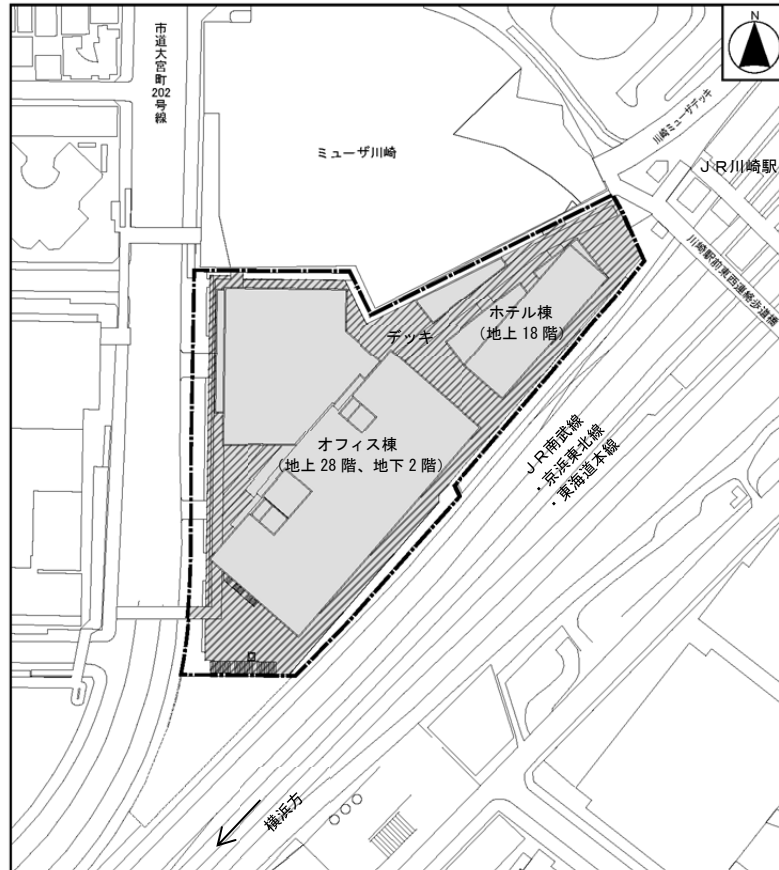 N
市道大宮町202号線
川崎ミューザデッキ
ミューザ川崎
JR川崎駅
川崎駅前東西連絡歩道橋
ホテル棟
(地上18階)
デッキ
オフィス棟
(地上28階、地下2階)
JR南武線
・京浜東北線
・東海道本線
横浜方